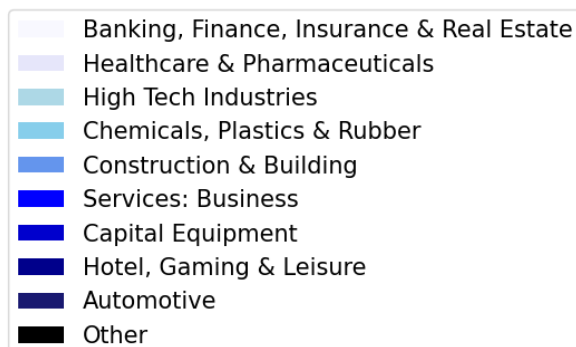 Banking, Finance, Insurance & Real Estate
Healthcare & Pharmaceuticals
High Tech Industries
Chemicals, Plastics & Rubber
Construction & Building
Services: Business
Capital Equipment
Hotel, Gaming & Leisure
Automotive
Other